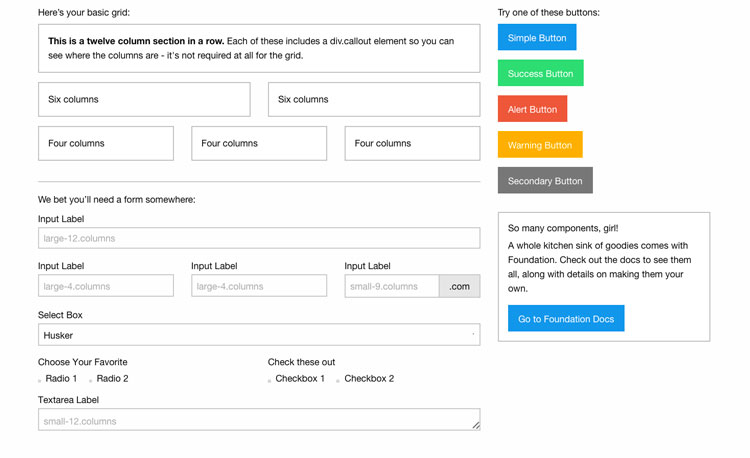 Here's your basic grid:
This is a twelve column section in a row. Each of these includes a div.callout element so you can
see where the columns are - it's not required at all for the grid.
Six columns
Six columns
Four columns
Four columns
Four columns
We bet you'll need a form somewhere:
Input Label
large-12.columns
Input Label
Input Label
Input Label
large-4.columns
large-4.columns
small-9.columns
.com
Select Box
Husker
Choose Your Favorite
Check these out
Radio 1
Radio 2
Checkbox 1
Checkbox 2
Textarea Label
small-12.columns
Try one of these buttons:
Simple Button
Success Button
Alert Button
Warning Button
Secondary Button
So many components, girl!
A whole kitchen sink of goodies comes with
Foundation. Check out the docs to see them
all, along with details on making them your
own.
Go to Foundation Docs